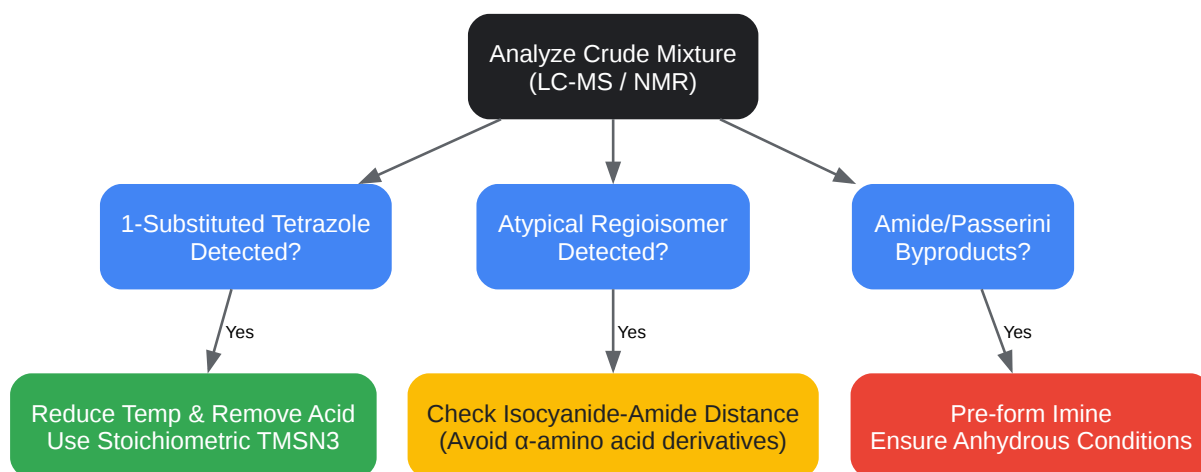 Analyze Crude Mixture
(LC-MS / NMR)
1-Substituted Tetrazole
Detected?
Atypical Regioisomer
Detected?
Amide/Passerini
Byproducts?
Yes
Yes
Yes
Reduce Temp & Remove Acid
Use Stoichiometric TMSN3
Check Isocyanide-Amide Distance
(Avoid α-amino acid derivatives)
Pre-form Imine
Ensure Anhydrous Conditions